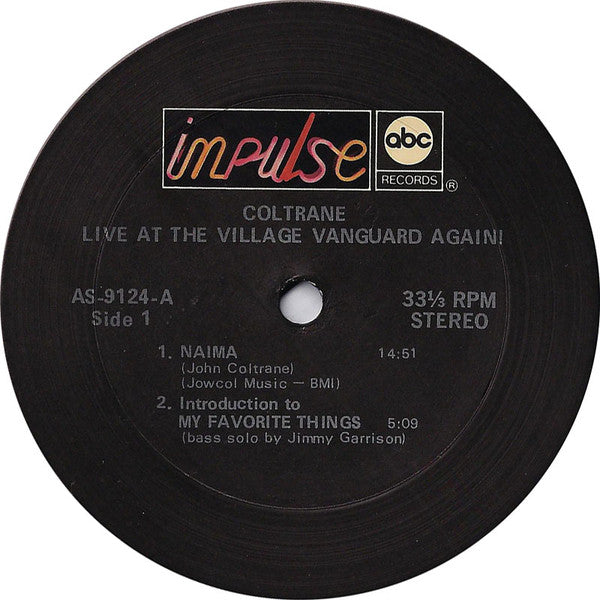 impulse
abc
RECORDS ®
COLTRANE
LIVE AT THE VILLAGE VANGUARD AGAIN!
AS-9124-A
Side 1
33⅓ RPM
STEREO
1. NAIMA 14:51
(John Coltrane)
(Jowcol Music — BMI)
2. Introduction to
MY FAVORITE THINGS 5:09
(bass solo by Jimmy Garrison)